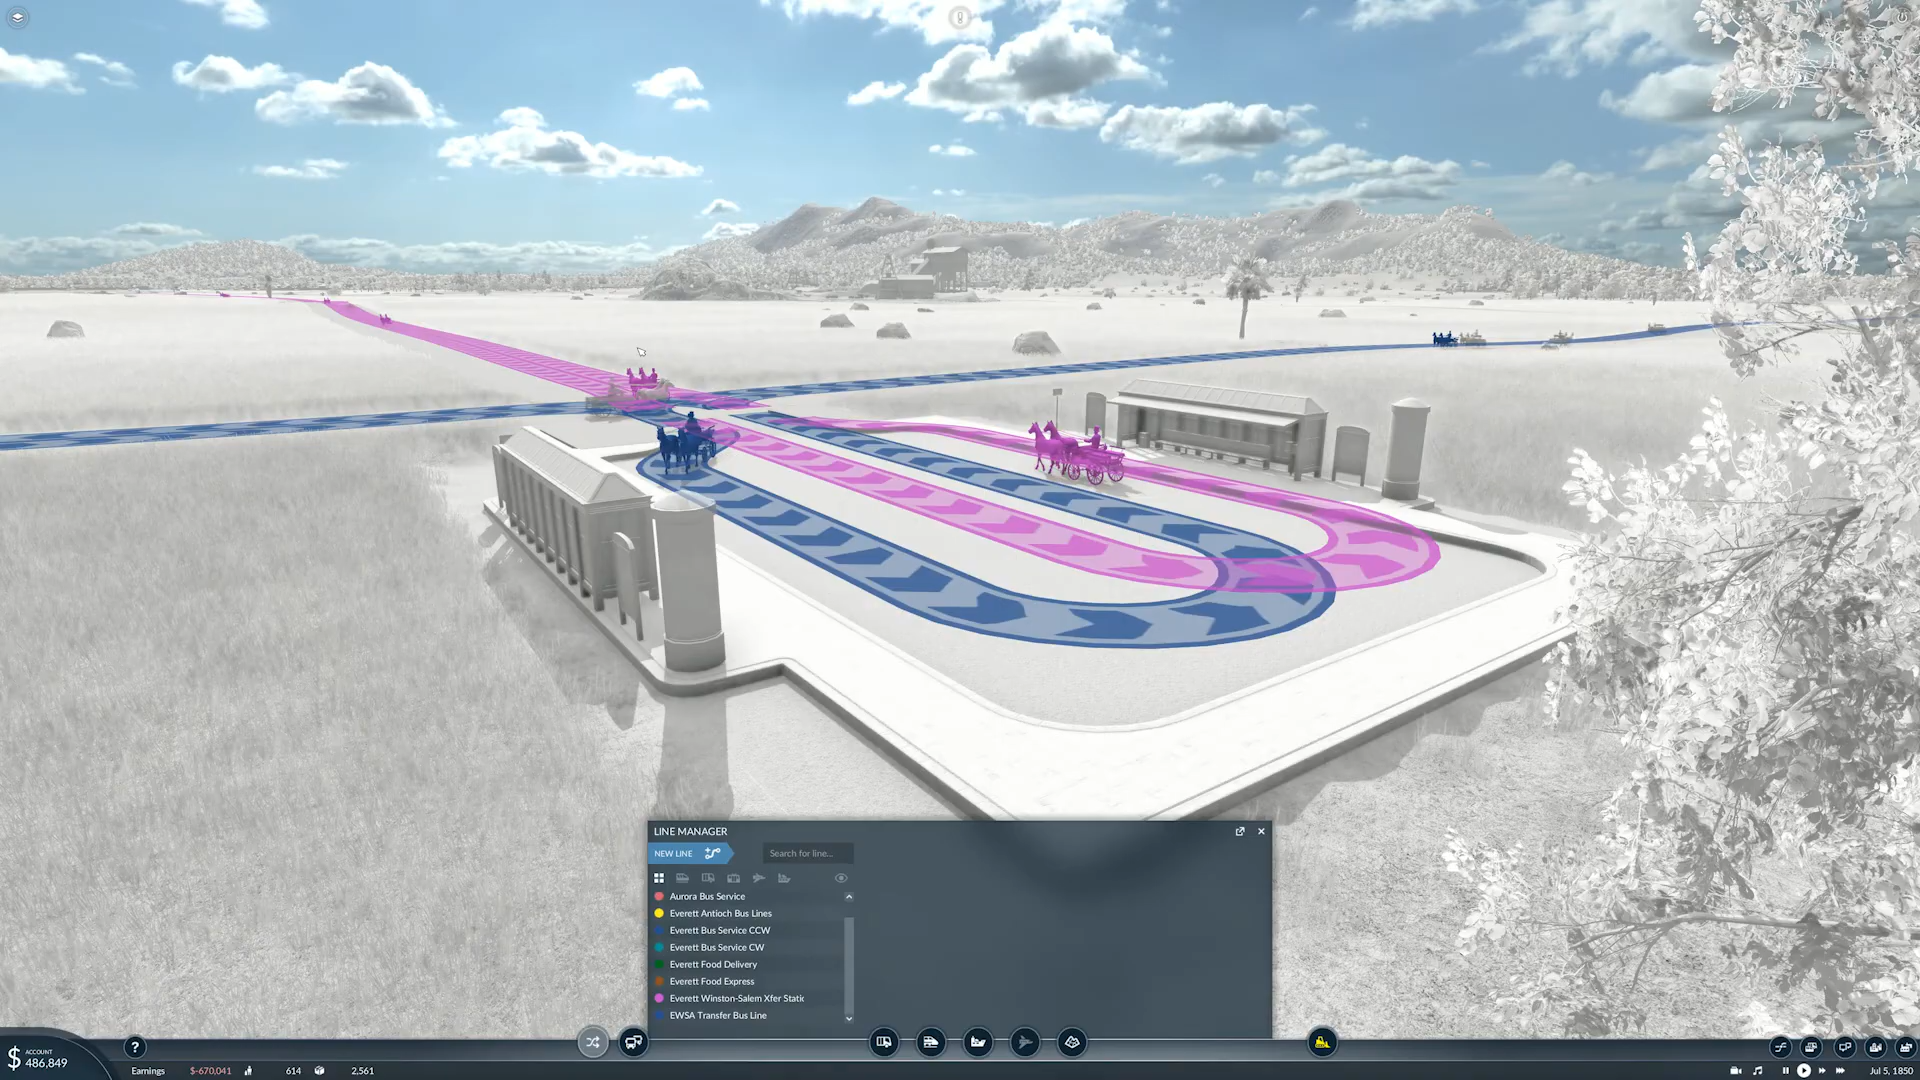 LINE MANAGER
NEW LINE
Search for line...
Aurora Bus Service
Everett Antioch Bus Lines
Everett Bus Service CCW
Everett Bus Service CW
Everett Food Delivery
Everett Food Express
Everett Winston-Salem Xfer Static
EWSA Transfer Bus Line
$ ACCOUNT
486,849
?
Earnings $-670,041 614 2,561
Jul 5, 1850